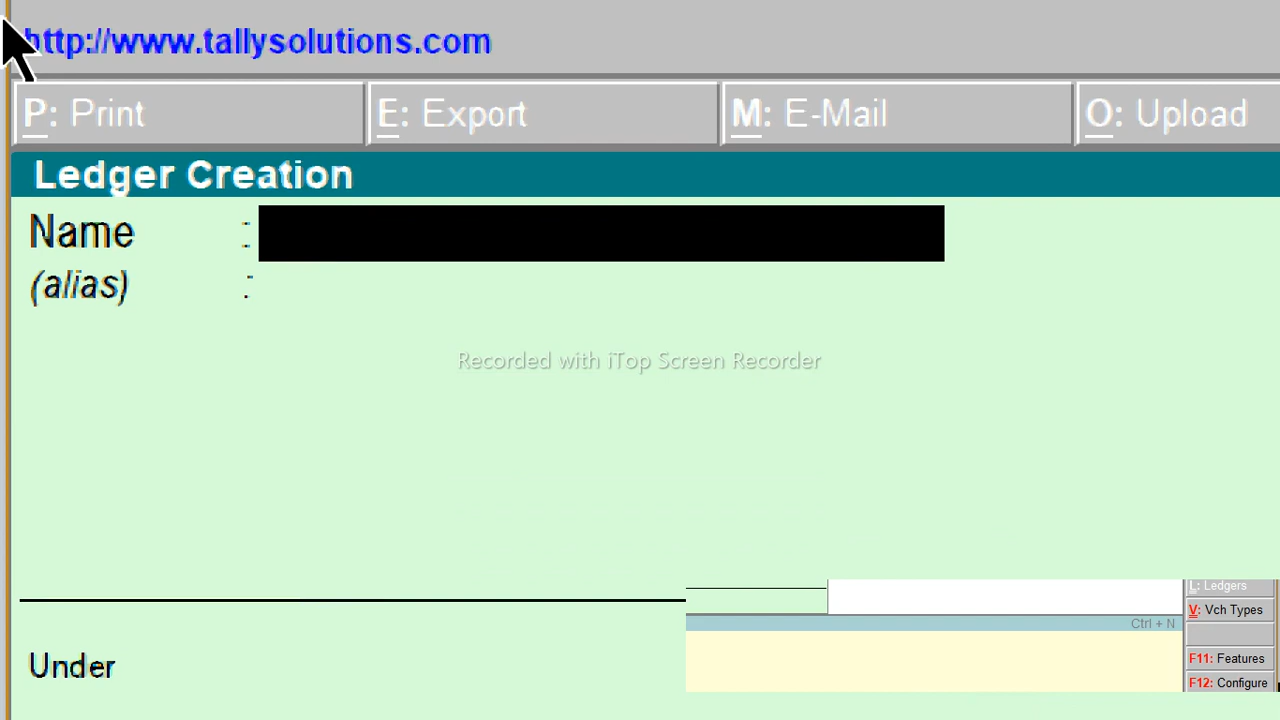 http://www.tallysolutions.com
P: Print E: Export M: E-Mail O: Upload
Ledger Creation
Name :
(alias) :
Recorded with iTop Screen Recorder
L: Ledgers
Ctrl + N
V: Vch Types
Under
F11: Features
F12: Configure